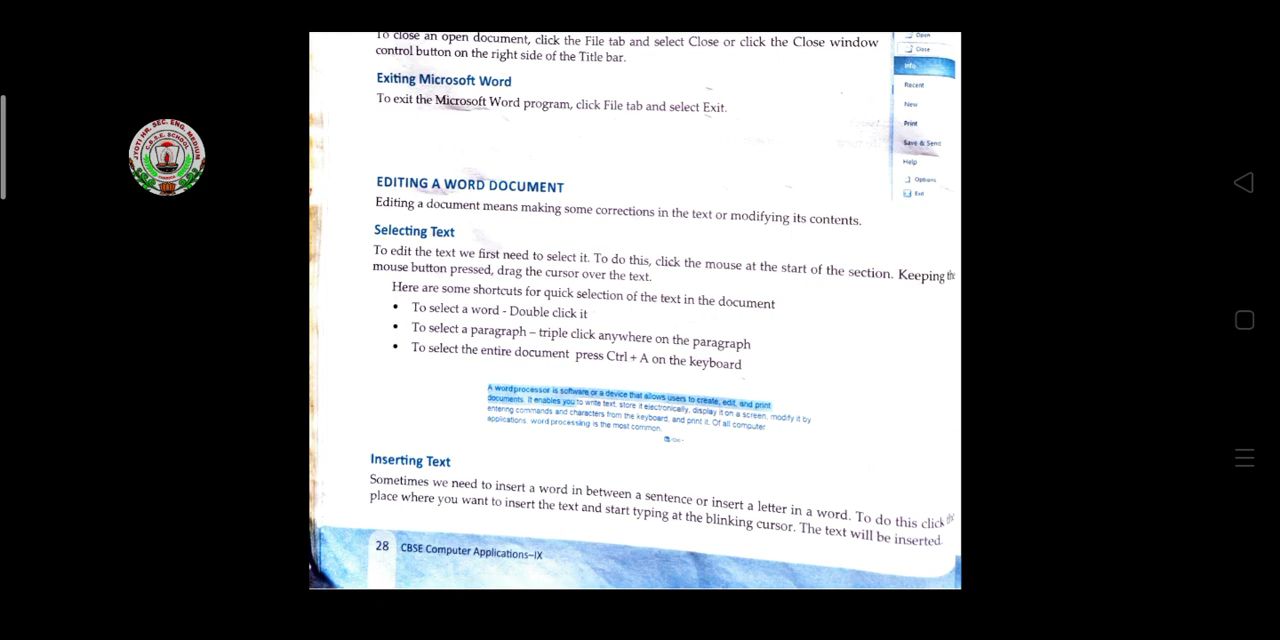 JYOTI HR. SEC. ENG. MEDIUM
C.B.S.E. SCHOOL
To close an open document, click the File tab and select Close or click the Close window
control button on the right side of the Title bar.
Open
Close
Info
Recent
New
Print
Save & Send
Help
Options
Exit
Exiting Microsoft Word
To exit the Microsoft Word program, click File tab and select Exit.
EDITING A WORD DOCUMENT
Editing a document means making some corrections in the text or modifying its contents.
Selecting Text
To edit the text we first need to select it. To do this, click the mouse at the start of the section. Keeping the
mouse button pressed, drag the cursor over the text.
Here are some shortcuts for quick selection of the text in the document
• To select a word - Double click it
• To select a paragraph – triple click anywhere on the paragraph
• To select the entire document press Ctrl + A on the keyboard
A word processor is software or a device that allows users to create, edit, and print
documents. It enables you to write text, store it electronically, display it on a screen, modify it by
entering commands and characters from the keyboard, and print it. Of all computer
applications, word processing is the most common.
Inserting Text
Sometimes we need to insert a word in between a sentence or insert a letter in a word. To do this click the
place where you want to insert the text and start typing at the blinking cursor. The text will be inserted.
28 CBSE Computer Applications–IX